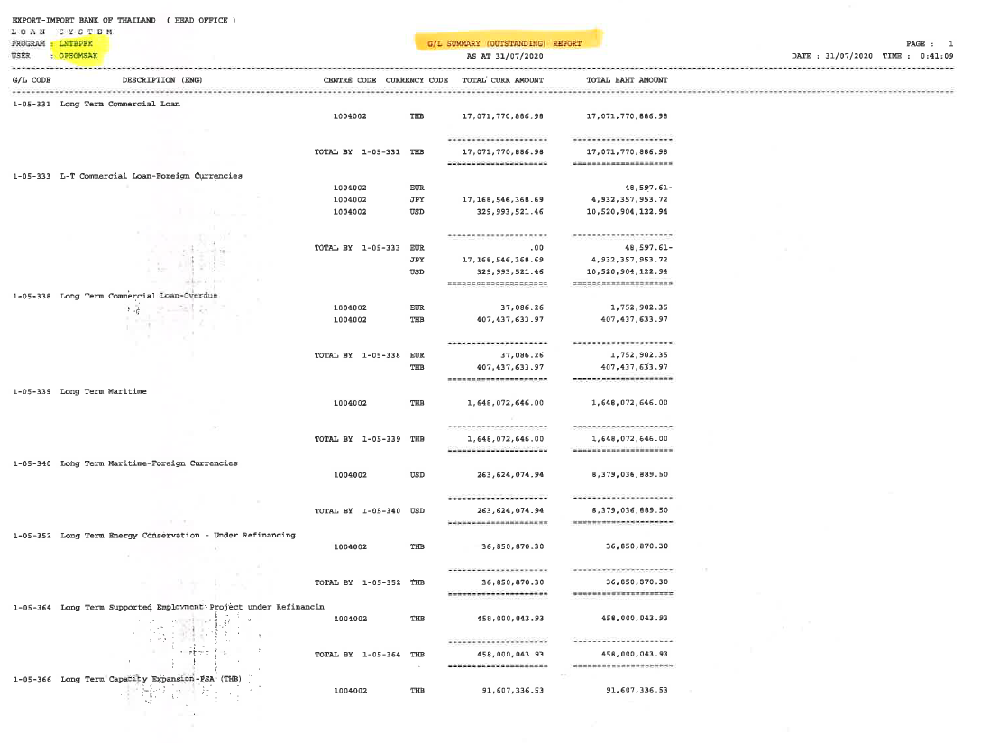 EXPORT-IMPORT BANK OF THAILAND ( HEAD OFFICE )
LOAN SYSTEM
PROGRAM : LNTBPFK G/L SUMMARY (OUTSTANDING) REPORT PAGE : 1
USER : OPSOMSAK AS AT 31/07/2020 DATE : 31/07/2020 TIME : 0:41:09
G/L CODE DESCRIPTION (ENG) CENTRE CODE CURRENCY CODE TOTAL CURR AMOUNT TOTAL BAHT AMOUNT
1-05-331 Long Term Commercial Loan
1004002 THB 17,071,770,886.98 17,071,770,886.98
TOTAL BY 1-05-331 THB 17,071,770,886.98 17,071,770,886.98
1-05-333 L-T Commercial Loan-Foreign Currencies
1004002 EUR 48,597.61-
1004002 JPY 17,168,546,368.69 4,932,357,953.72
1004002 USD 329,993,521.46 10,520,904,122.94
TOTAL BY 1-05-333 EUR .00 48,597.61-
JPY 17,168,546,368.69 4,932,357,953.72
USD 329,993,521.46 10,520,904,122.94
1-05-338 Long Term Commercial Loan-Overdue
1004002 EUR 37,086.26 1,752,902.35
1004002 THB 407,437,633.97 407,437,633.97
TOTAL BY 1-05-338 EUR 37,086.26 1,752,902.35
THB 407,437,633.97 407,437,633.97
1-05-339 Long Term Maritime
1004002 THB 1,648,072,646.00 1,648,072,646.00
TOTAL BY 1-05-339 THB 1,648,072,646.00 1,648,072,646.00
1-05-340 Long Term Maritime-Foreign Currencies
1004002 USD 263,624,074.94 8,379,036,889.50
TOTAL BY 1-05-340 USD 263,624,074.94 8,379,036,889.50
1-05-352 Long Term Energy Conservation - Under Refinancing
1004002 THB 36,850,870.30 36,850,870.30
TOTAL BY 1-05-352 THB 36,850,870.30 36,850,870.30
1-05-364 Long Term Supported Employment Project under Refinancin
1004002 THB 458,000,043.93 458,000,043.93
TOTAL BY 1-05-364 THB 458,000,043.93 458,000,043.93
1-05-366 Long Term Capacity Expansion-PSA (THB)
1004002 THB 91,607,336.53 91,607,336.53